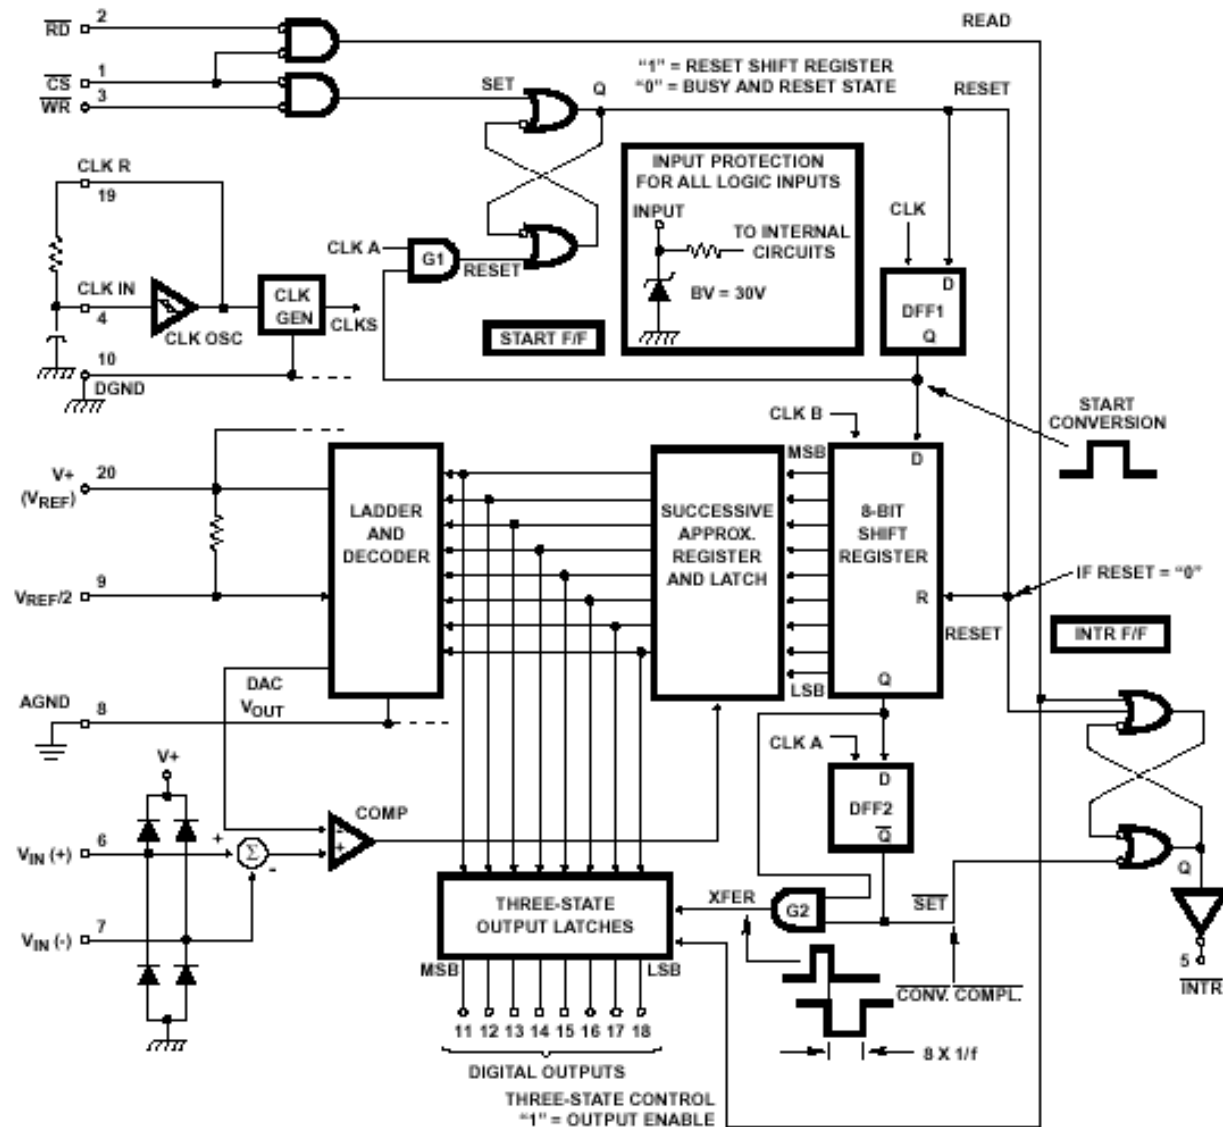 RD
2
READ
CS
1
WR
3
SET
Q
"1" = RESET SHIFT REGISTER
"0" = BUSY AND RESET STATE
RESET
CLK R
19
INPUT PROTECTION
FOR ALL LOGIC INPUTS
INPUT
TO INTERNAL
CIRCUITS
BV = 30V
CLK
CLK A
G1
RESET
D
DFF1
Q
CLK IN
4
CLK OSC
CLK
GEN
CLKS
START F/F
10
DGND
START
CONVERSION
CLK B
V+
(VREF)
20
LADDER
AND
DECODER
SUCCESSIVE
APPROX.
REGISTER
AND LATCH
MSB
LSB
D
8-BIT
SHIFT
REGISTER
R
Q
IF RESET = "0"
RESET
INTR F/F
VREF/2
9
AGND
8
DAC
VOUT
V+
CLK A
D
DFF2
Q
COMP
-
+
VIN (+)
6
+
Σ
-
VIN (-)
7
THREE-STATE
OUTPUT LATCHES
XFER
G2
SET
Q
5
INTR
MSB
LSB
CONV. COMPL.
8 X 1/f
11 12 13 14 15 16 17 18
DIGITAL OUTPUTS
THREE-STATE CONTROL
"1" = OUTPUT ENABLE